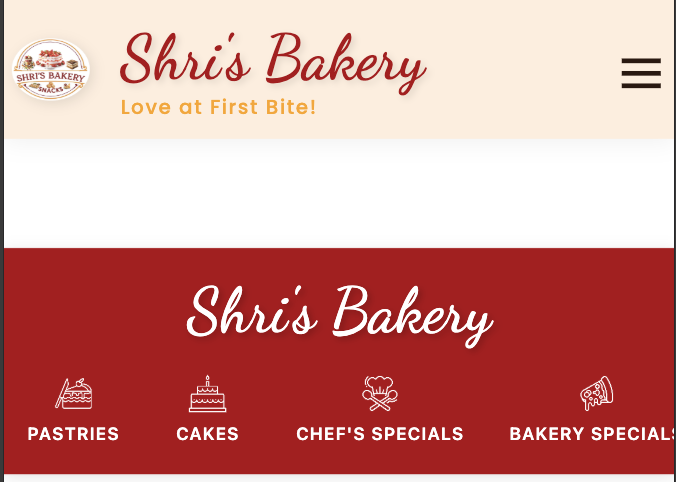 SHRI'S BAKERY
SNACKS
Shri's Bakery
Love at First Bite!
Shri's Bakery
PASTRIES
CAKES
CHEF'S SPECIALS
BAKERY SPECIALS